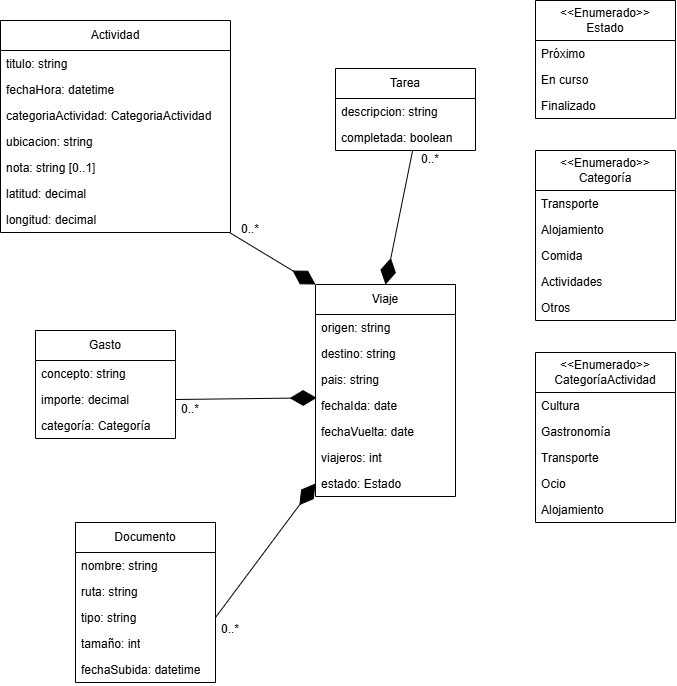 Actividad
titulo: string
fechaHora: datetime
categoriaActividad: CategoriaActividad
ubicacion: string
nota: string [0..1]
latitud: decimal
longitud: decimal
0..*
Tarea
descripcion: string
completada: boolean
0..*
<<Enumerado>>
Estado
Próximo
En curso
Finalizado
<<Enumerado>>
Categoría
Transporte
Alojamiento
Comida
Actividades
Otros
Viaje
origen: string
destino: string
pais: string
fechaIda: date
fechaVuelta: date
viajeros: int
estado: Estado
Gasto
concepto: string
importe: decimal
categoría: Categoría
0..*
<<Enumerado>>
CategoríaActividad
Cultura
Gastronomía
Transporte
Ocio
Alojamiento
Documento
nombre: string
ruta: string
tipo: string
tamaño: int
fechaSubida: datetime
0..*